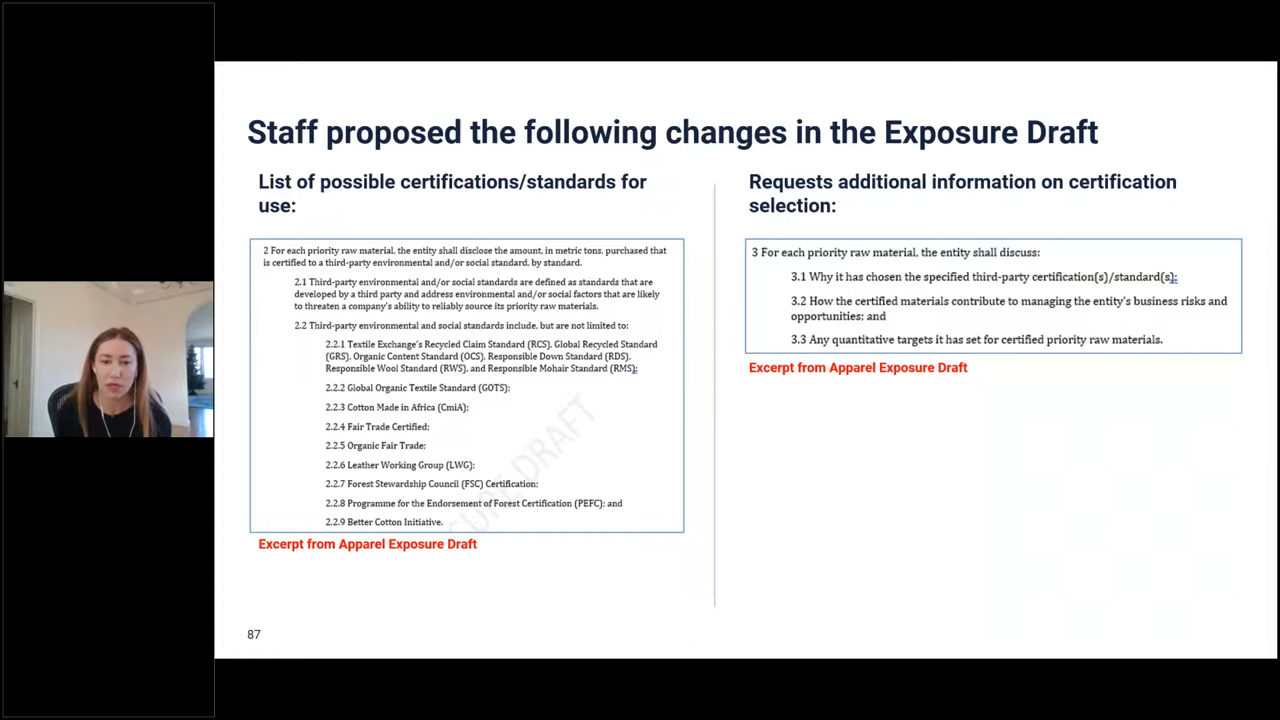 Staff proposed the following changes in the Exposure Draft
List of possible certifications/standards for
use:
2 For each priority raw material, the entity shall disclose the amount, in metric tons, purchased that
is certified to a third-party environmental and/or social standard, by standard.
2.1 Third-party environmental and/or social standards are defined as standards that are
developed by a third party and address environmental and/or social factors that are likely
to threaten a company's ability to reliably source its priority raw materials.
2.2 Third-party environmental and social standards include, but are not limited to:
2.2.1 Textile Exchange's Recycled Claim Standard (RCS), Global Recycled Standard
(GRS), Organic Content Standard (OCS), Responsible Down Standard (RDS),
Responsible Wool Standard (RWS), and Responsible Mohair Standard (RMS);
2.2.2 Global Organic Textile Standard (GOTS);
2.2.3 Cotton Made in Africa (CmiA);
2.2.4 Fair Trade Certified;
2.2.5 Organic Fair Trade;
2.2.6 Leather Working Group (LWG);
2.2.7 Forest Stewardship Council (FSC) Certification;
2.2.8 Programme for the Endorsement of Forest Certification (PEFC); and
2.2.9 Better Cotton Initiative.
URE DRAFT
Excerpt from Apparel Exposure Draft
Requests additional information on certification
selection:
3 For each priority raw material, the entity shall discuss:
3.1 Why it has chosen the specified third-party certification(s)/standard(s);
3.2 How the certified materials contribute to managing the entity's business risks and
opportunities; and
3.3 Any quantitative targets it has set for certified priority raw materials.
Excerpt from Apparel Exposure Draft
87